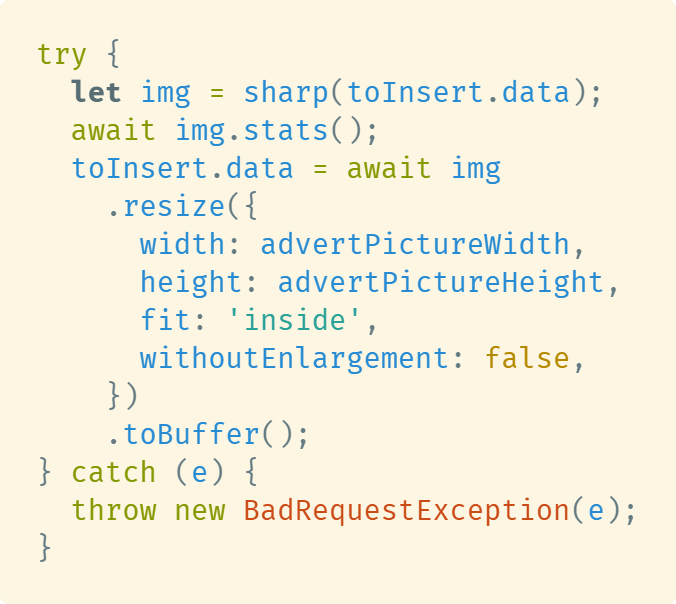 try {
  let img = sharp(toInsert.data);
  await img.stats();
  toInsert.data = await img
    .resize({
      width: advertPictureWidth,
      height: advertPictureHeight,
      fit: 'inside',
      withoutEnlargement: false,
    })
    .toBuffer();
} catch (e) {
  throw new BadRequestException(e);
}